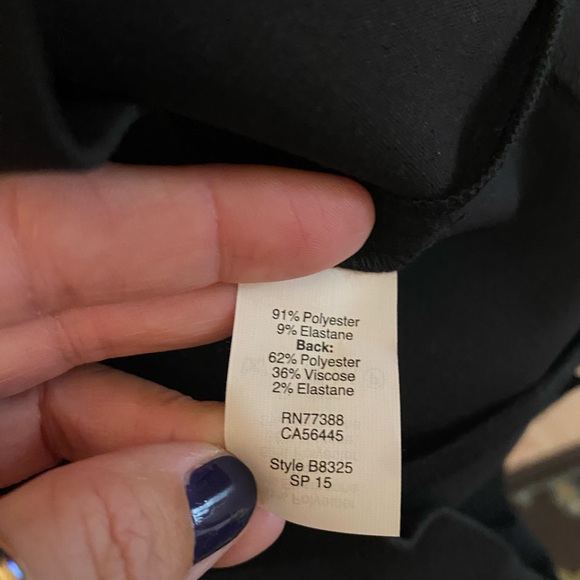 91% Polyester
9% Elastane
Back:
62% Polyester
36% Viscose
2% Elastane
RN77388
CA56445
Style B8325
SP 15